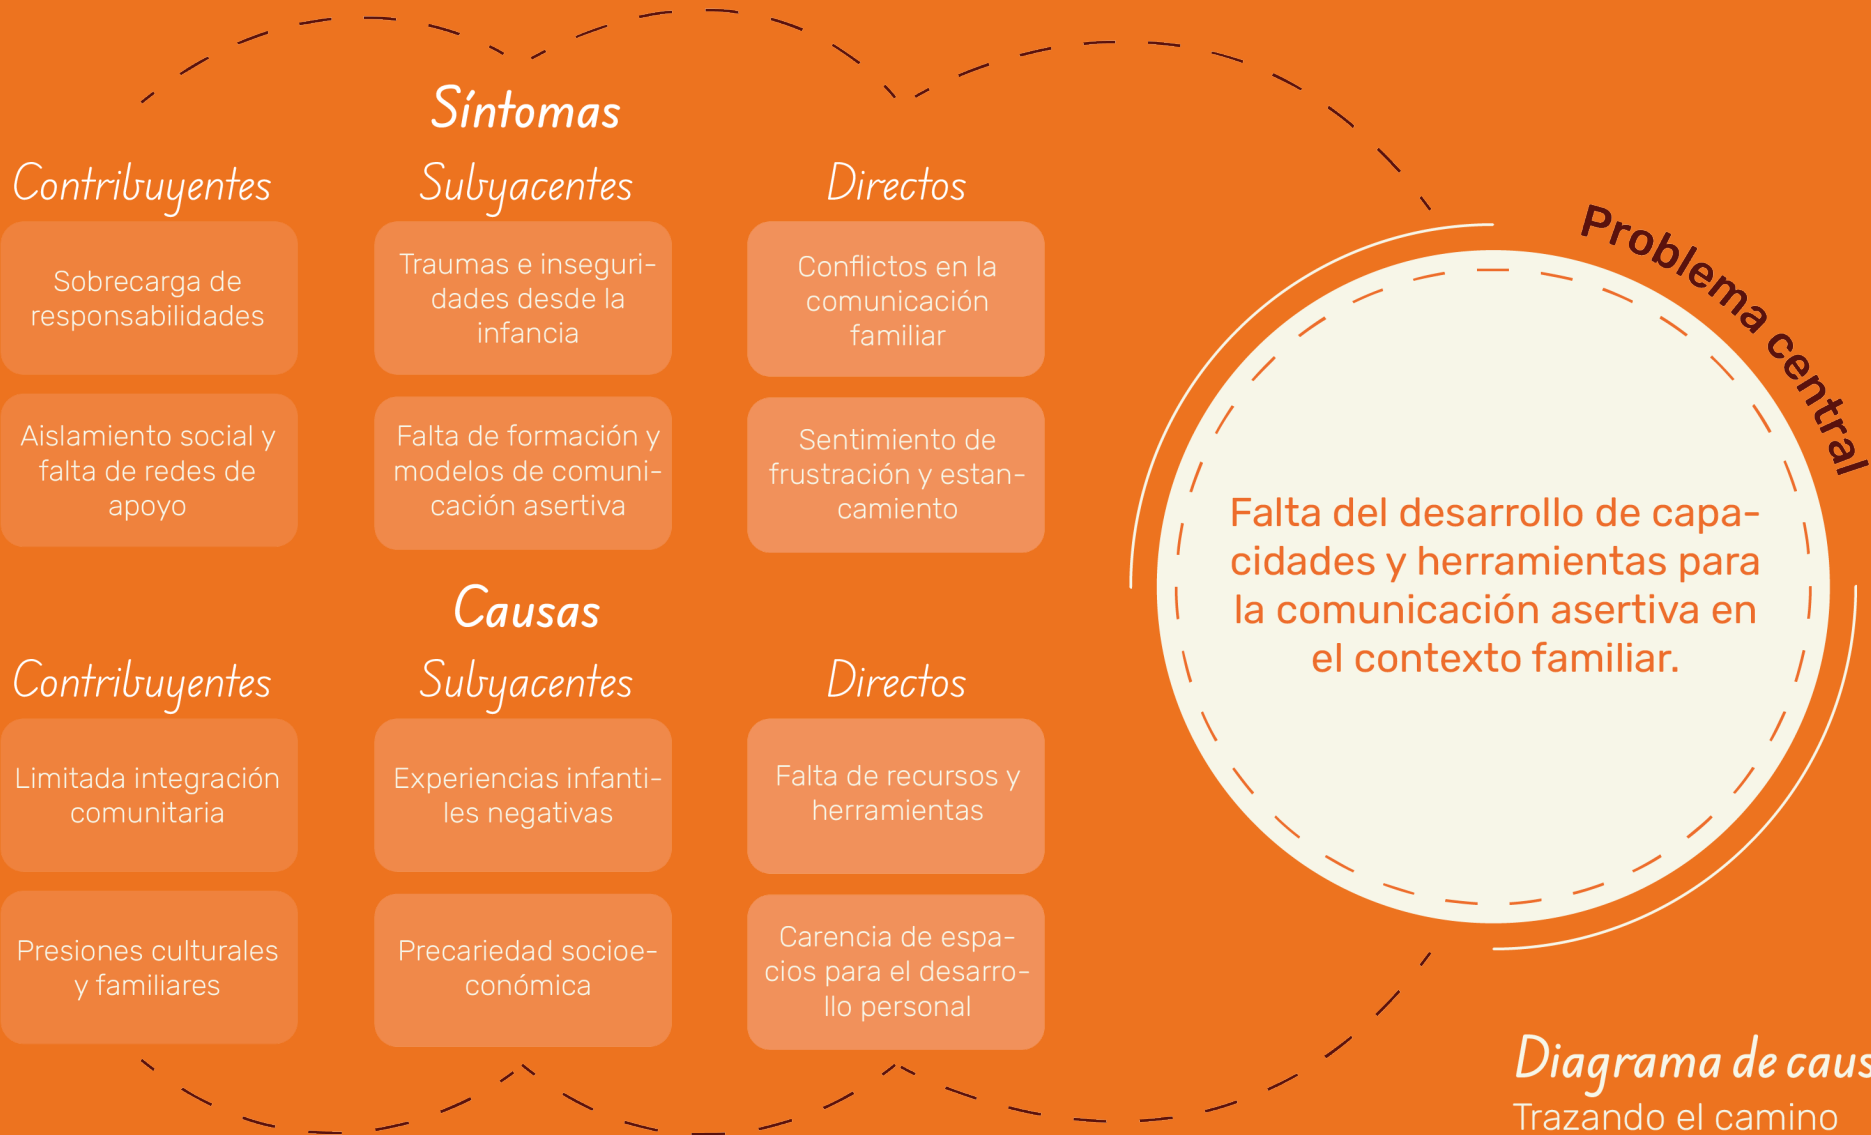 Síntomas
Contribuyentes
Sobrecarga de
responsabilidades
Aislamiento social y
falta de redes de
apoyo
Subyacentes
Traumas e inseguri-
dades desde la
infancia
Falta de formación y
modelos de comuni-
cación asertiva
Directos
Conflictos en la
comunicación
familiar
Sentimiento de
frustración y estan-
camiento
Causas
Contribuyentes
Limitada integración
comunitaria
Presiones culturales
y familiares
Subyacentes
Experiencias infanti-
les negativas
Precariedad socioe-
conómica
Directos
Falta de recursos y
herramientas
Carencia de espa-
cios para el desarro-
llo personal
Problema central
Falta del desarrollo de capa-
cidades y herramientas para
la comunicación asertiva en
el contexto familiar.
Diagrama de caus
Trazando el camino